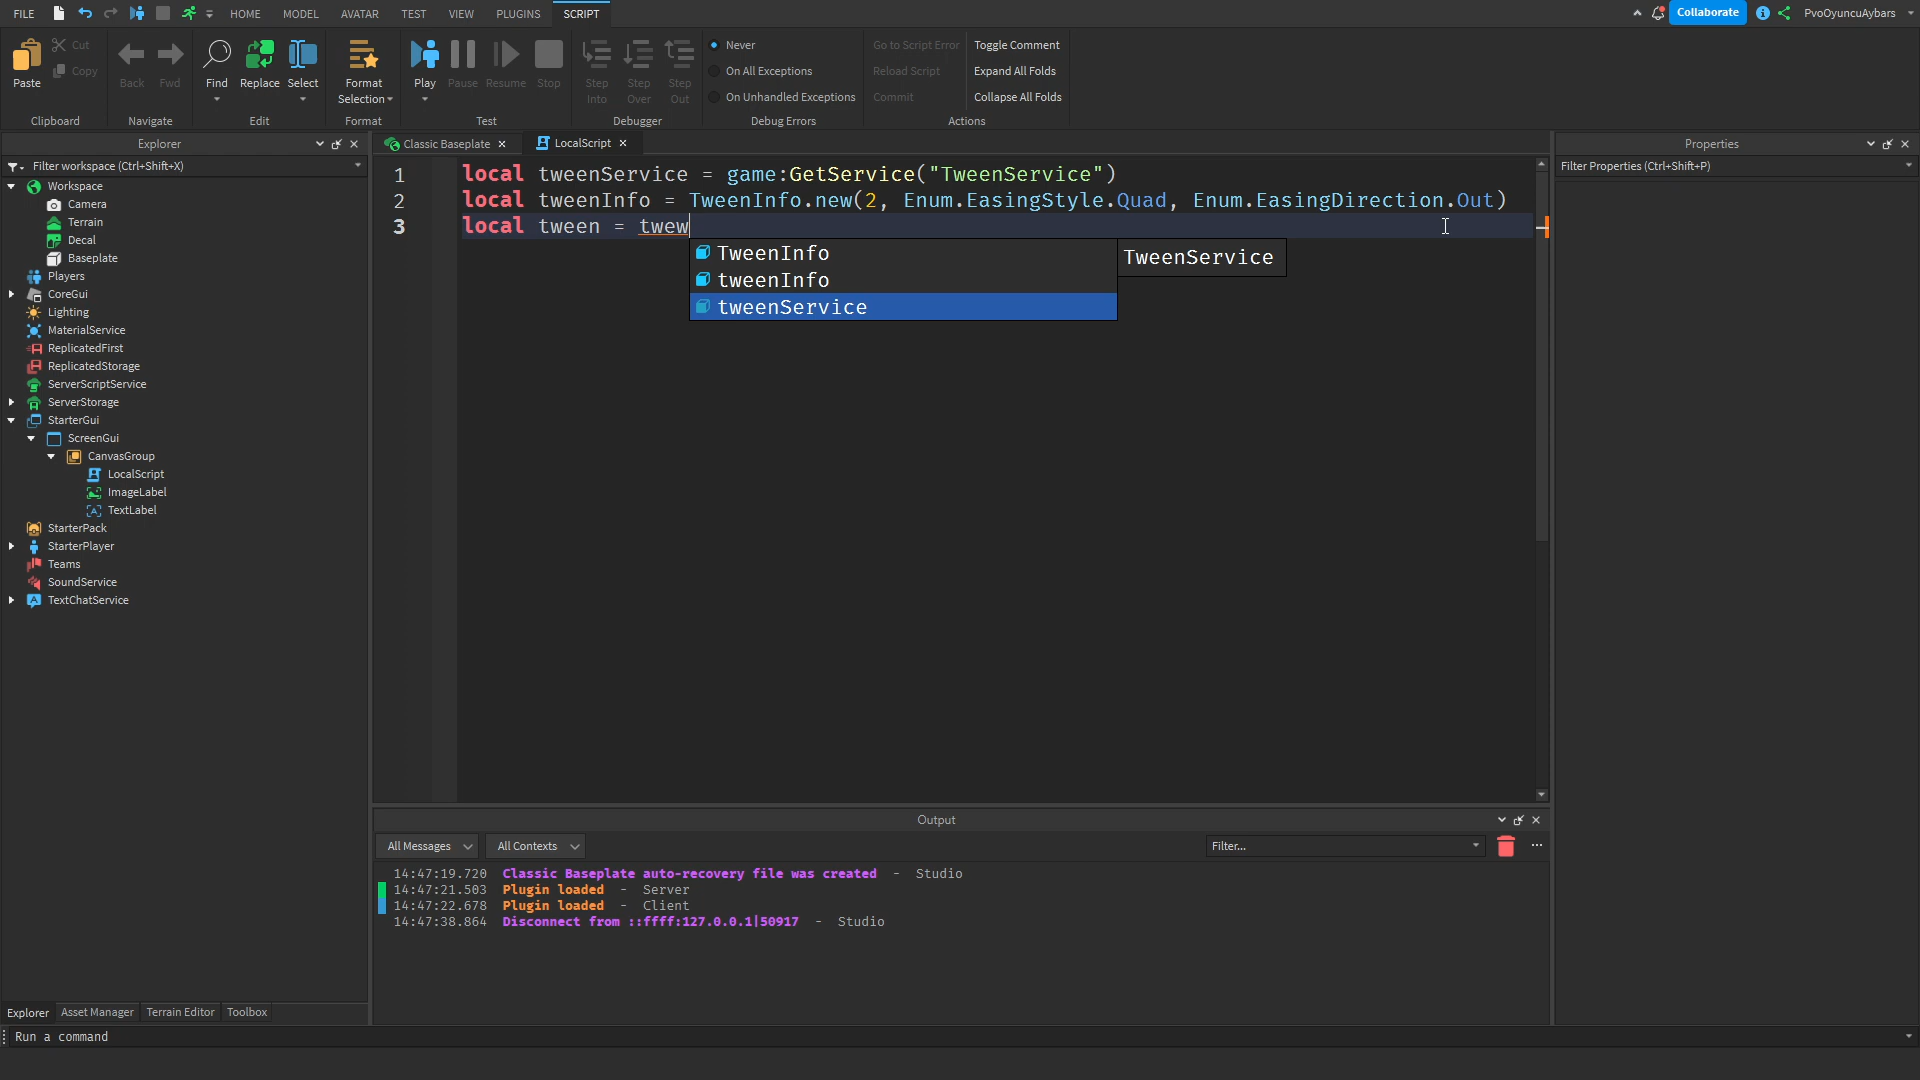 FILE HOME MODEL AVATAR TEST VIEW PLUGINS SCRIPT Collaborate PvoOyuncuAybars
Paste Cut Copy Back Fwd Find Replace Select Format Selection Play Pause Resume Stop Step Into Step Over Step Out
Never
On All Exceptions
On Unhandled Exceptions
Go to Script Error
Reload Script
Commit
Toggle Comment
Expand All Folds
Collapse All Folds
Clipboard Navigate Edit Format Test Debugger Debug Errors Actions
Explorer
Filter workspace (Ctrl+Shift+X)
Workspace
Camera
Terrain
Decal
Baseplate
Players
CoreGui
Lighting
MaterialService
ReplicatedFirst
ReplicatedStorage
ServerScriptService
ServerStorage
StarterGui
ScreenGui
CanvasGroup
LocalScript
ImageLabel
TextLabel
StarterPack
StarterPlayer
Teams
SoundService
TextChatService
Explorer Asset Manager Terrain Editor Toolbox
Classic Baseplate LocalScript
1 local tweenService = game:GetService("TweenService")
2 local tweenInfo = TweenInfo.new(2, Enum.EasingStyle.Quad, Enum.EasingDirection.Out)
3 local tween = twew
TweenInfo
tweenInfo
tweenService
TweenService
Output
All Messages All Contexts Filter... ...
14:47:19.720 Classic Baseplate auto-recovery file was created - Studio
14:47:21.503 Plugin loaded - Server
14:47:22.678 Plugin loaded - Client
14:47:38.864 Disconnect from ::ffff:127.0.0.1|50917 - Studio
Properties
Filter Properties (Ctrl+Shift+P)
Run a command